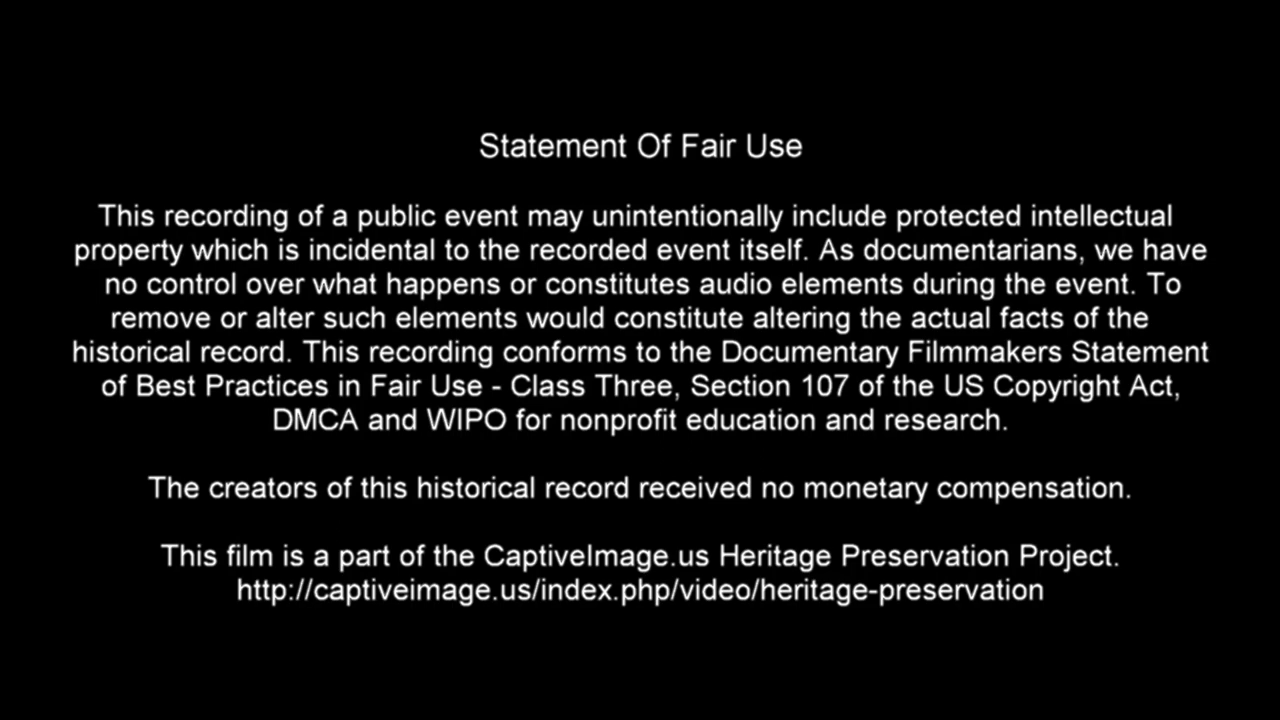 Statement Of Fair Use
This recording of a public event may unintentionally include protected intellectual
property which is incidental to the recorded event itself. As documentarians, we have
no control over what happens or constitutes audio elements during the event. To
remove or alter such elements would constitute altering the actual facts of the
historical record. This recording conforms to the Documentary Filmmakers Statement
of Best Practices in Fair Use - Class Three, Section 107 of the US Copyright Act,
DMCA and WIPO for nonprofit education and research.
The creators of this historical record received no monetary compensation.
This film is a part of the CaptiveImage.us Heritage Preservation Project.
http://captiveimage.us/index.php/video/heritage-preservation